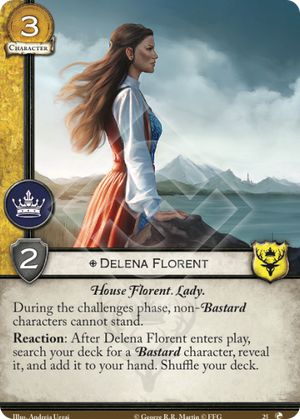 3
Character
2
Delena Florent
House Florent. Lady.
During the challenges phase, non-Bastard
characters cannot stand.
Reaction: After Delena Florent enters play,
search your deck for a Bastard character, reveal
it, and add it to your hand. Shuffle your deck.
Illus. Andreia Ugrai
© George R.R. Martin © FFG
25